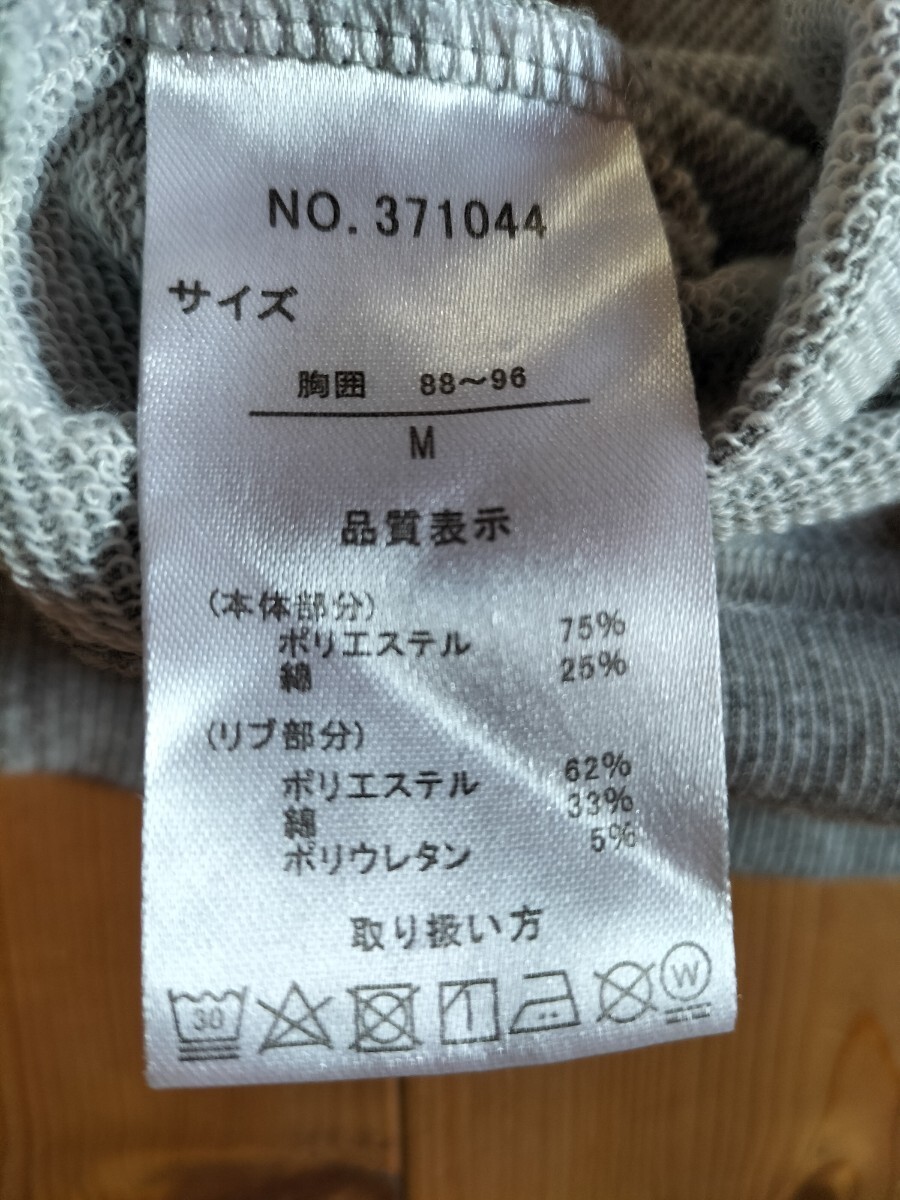 NO. 371044
サイズ
胸囲 88～96
M
品質表示
(本体部分)
ポリエステル 75%
綿 25%
(リブ部分)
ポリエステル 62%
綿 33%
ポリウレタン 5%
取り扱い方
30 W